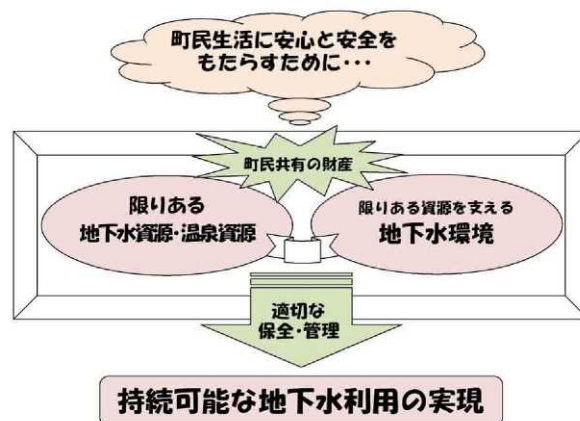 町民生活に安心と安全を
もたらすために・・・
町民共有の財産
限りある
地下水資源・温泉資源
限りある資源を支える
地下水環境
適切な
保全・管理
持続可能な地下水利用の実現